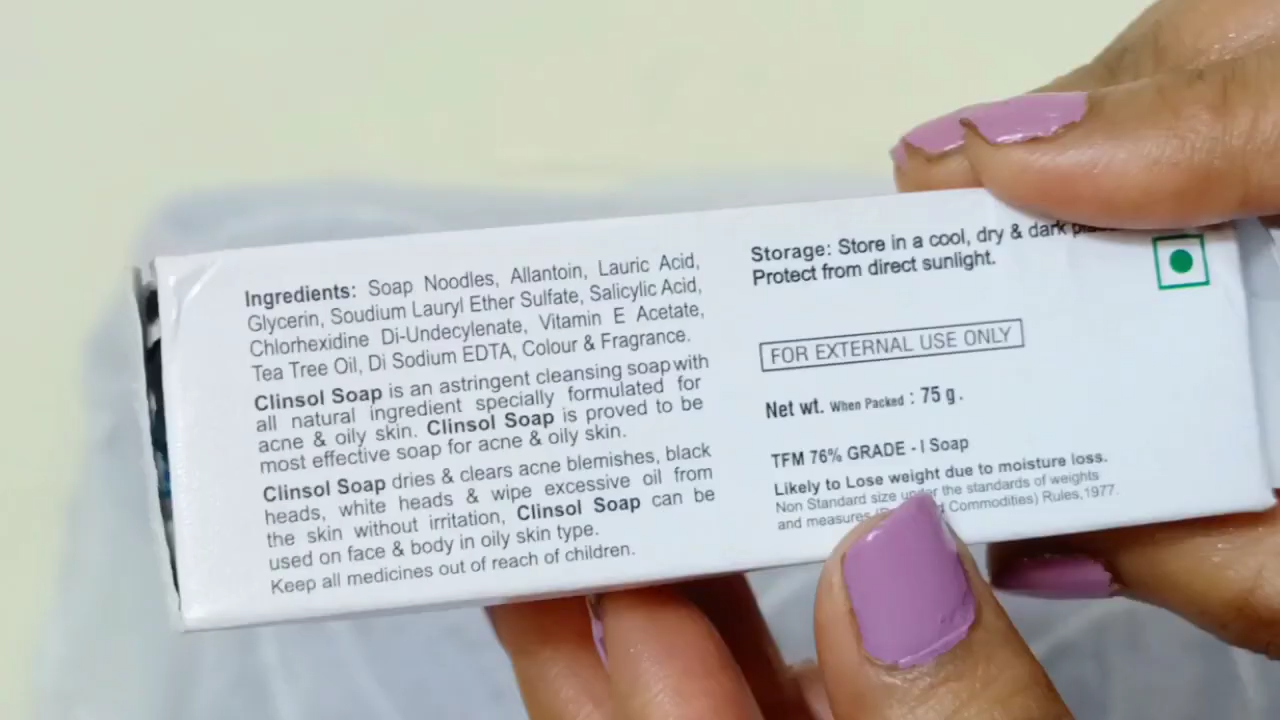 Ingredients: Soap Noodles, Allantoin, Lauric Acid,
Glycerin, Soudium Lauryl Ether Sulfate, Salicylic Acid,
Chlorhexidine Di-Undecylenate, Vitamin E Acetate,
Tea Tree Oil, Di Sodium EDTA, Colour & Fragrance.
Clinsol Soap is an astringent cleansing soap with
all natural ingredient specially formulated for
acne & oily skin. Clinsol Soap is proved to be
most effective soap for acne & oily skin.
Clinsol Soap dries & clears acne blemishes, black
heads, white heads & wipe excessive oil from
the skin without irritation, Clinsol Soap can be
used on face & body in oily skin type.
Keep all medicines out of reach of children.
Storage: Store in a cool, dry & dark
Protect from direct sunlight.
FOR EXTERNAL USE ONLY
Net wt. When Packed : 75 g.
TFM 76% GRADE - I Soap
Likely to Lose weight due to moisture loss.
Non Standard size under the standards of weights
and measures Commodities) Rules,1977.